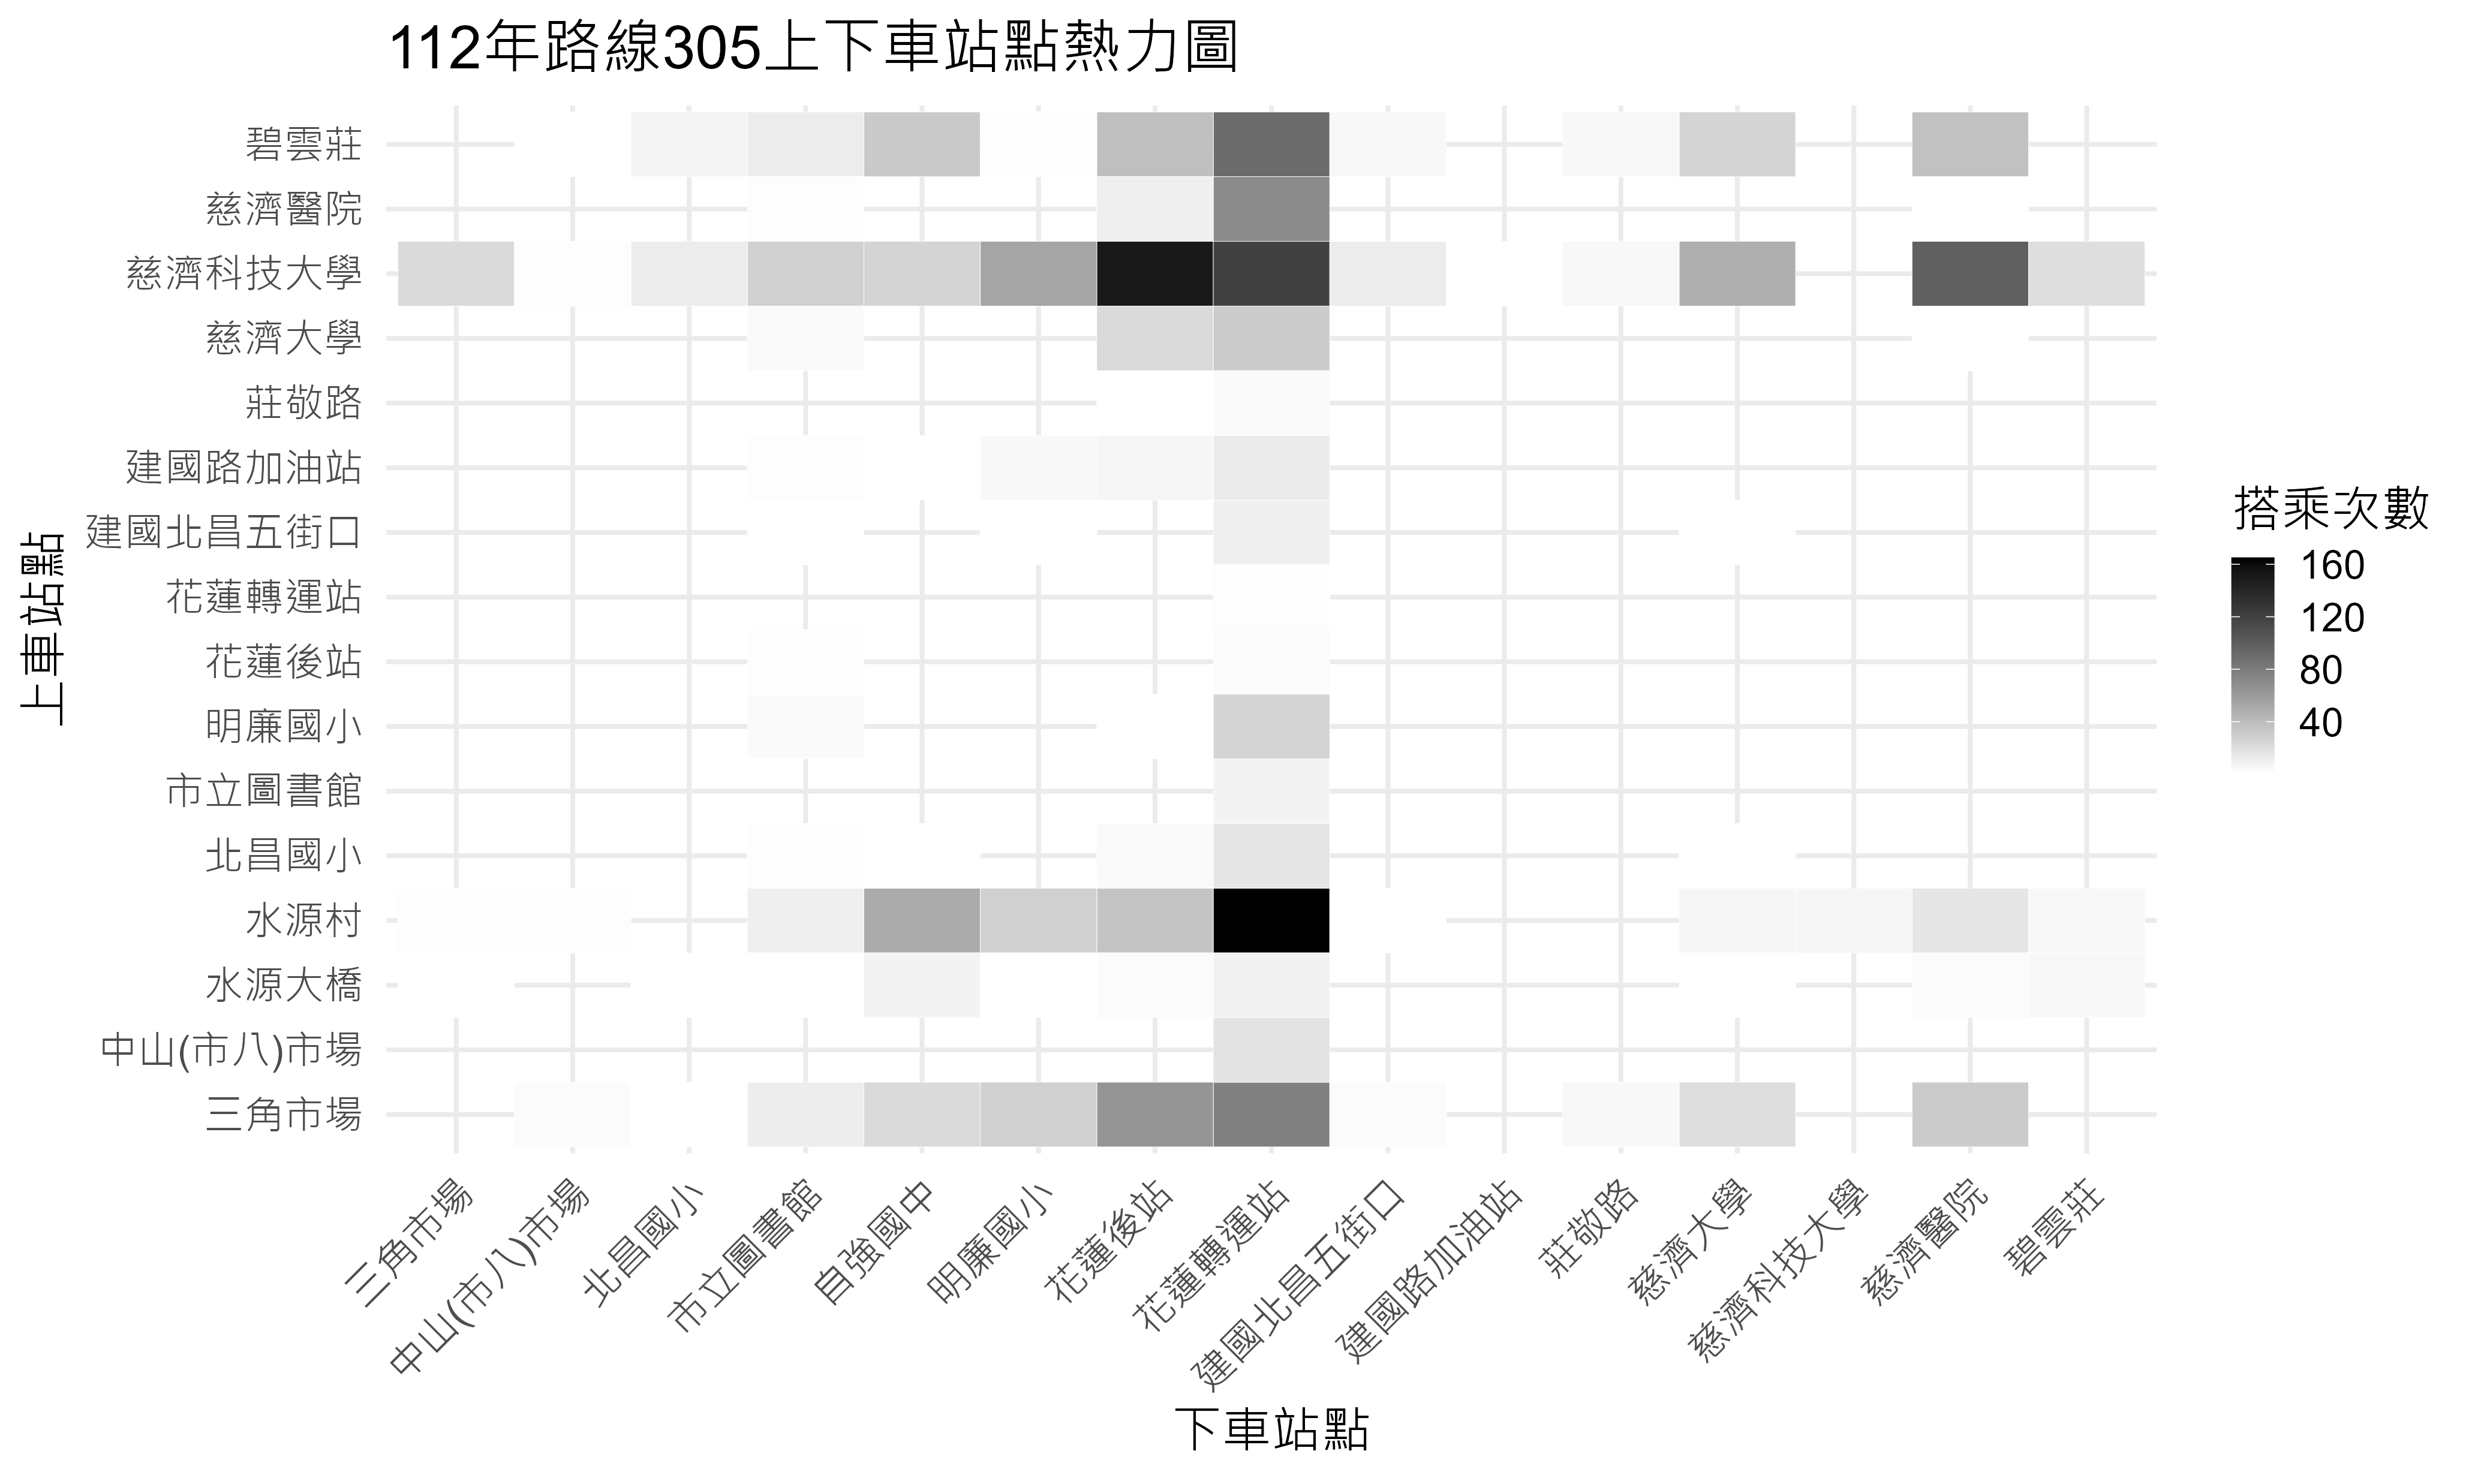 112年路線305上下車站點熱力圖
上車站點
碧雲莊
慈濟醫院
慈濟科技大學
慈濟大學
莊敬路
建國路加油站
建國北昌五街口
花蓮轉運站
花蓮後站
明廉國小
市立圖書館
北昌國小
水源村
水源大橋
中山(市八)市場
三角市場
三角市場
中山(市八)市場
北昌國小
市立圖書館
自強國中
明廉國小
花蓮後站
花蓮轉運站
建國北昌五街口
建國路加油站
莊敬路
慈濟大學
慈濟科技大學
慈濟醫院
碧雲莊
下車站點
搭乘次數
160
120
80
40